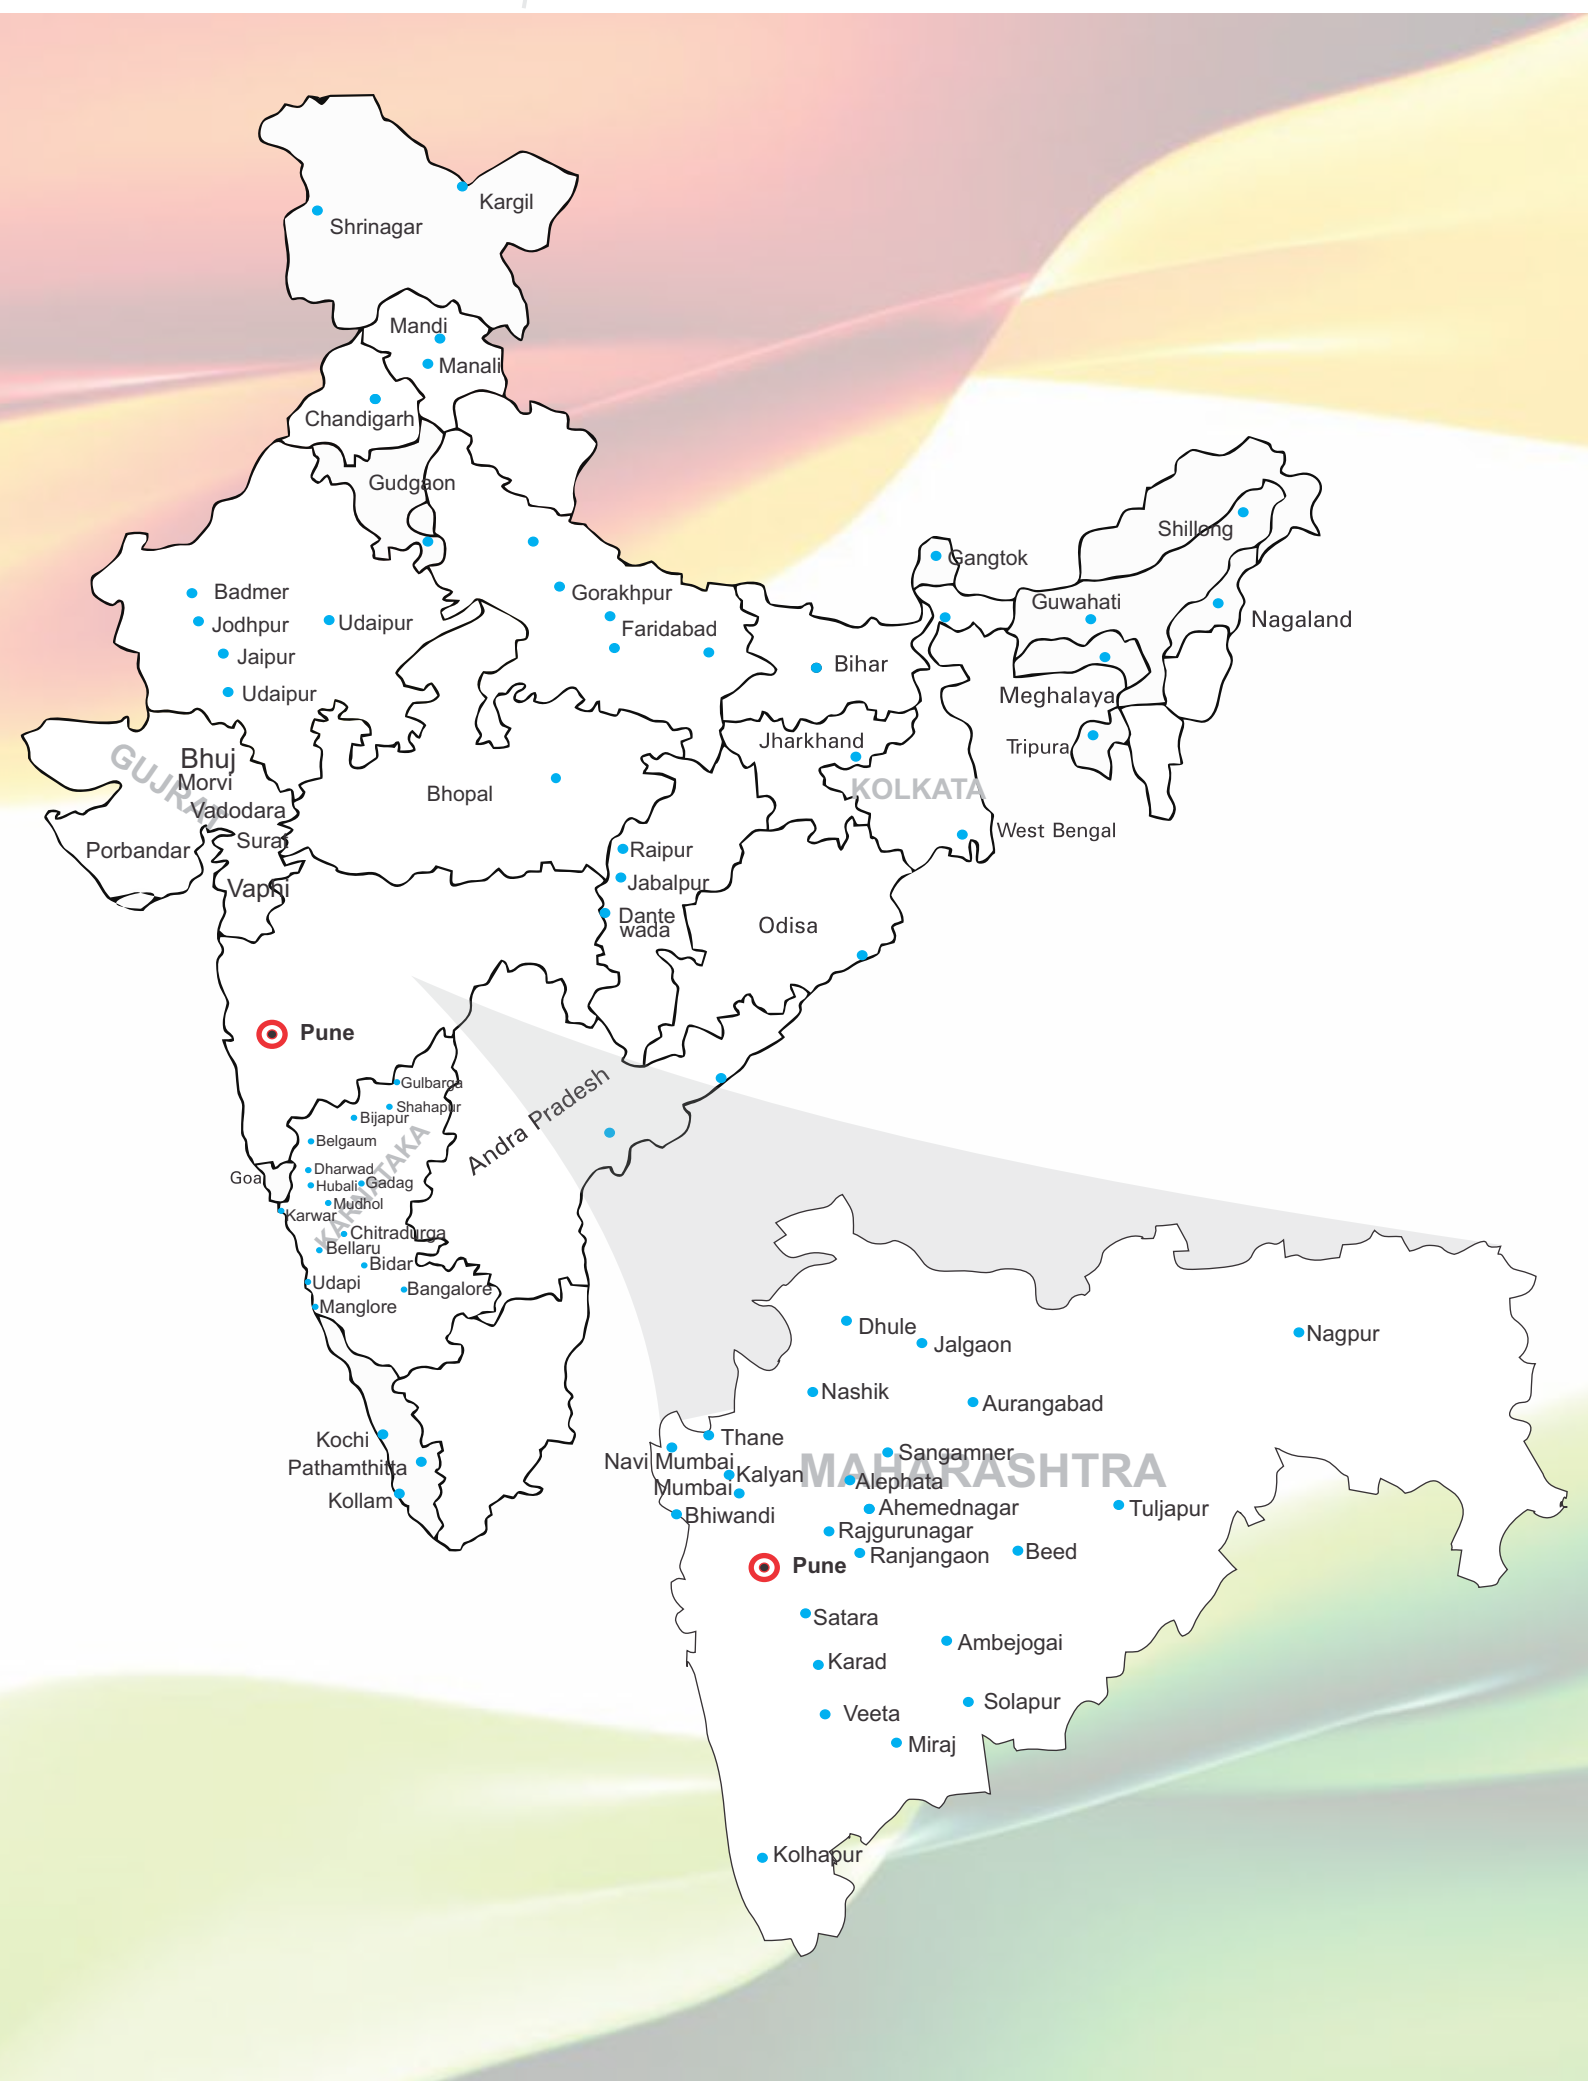 Kargil
Shrinagar
Mandi
Manali
Chandigarh
Gudgaon
Shillong
Gangtok
Badmer
Gorakhpur
Guwahati
Jodhpur
Udaipur
Faridabad
Nagaland
Jaipur
Bihar
Udaipur
Meghalaya
Jharkhand
Tripura
Bhuj
GUJRAT
Morvi
Bhopal
KOLKATA
Vadodara
West Bengal
Surat
Porbandar
Raipur
Jabalpur
Vaphi
Dante
wada
Odisa
Pune
Gulbarga
Andra Pradesh
Shahapur
Bijapur
Belgaum
KARNATAKA
Dharwad
Goa
Hubali
Gadag
Mudhol
Karwar
Chitradurga
Bellaru
Bidar
Udapi
Bangalore
Manglore
Dhule
Jalgaon
Nagpur
Nashik
Aurangabad
Kochi
Thane
Sangamner
Navi Mumbai
Pathamthitta
MAHARASHTRA
Kalyan
Alephata
Mumbai
Kollam
Ahemednagar
Tuljapur
Bhiwandi
Rajgurunagar
Ranjangaon
Beed
Pune
Satara
Ambejogai
Karad
Solapur
Veeta
Miraj
Kolhapur